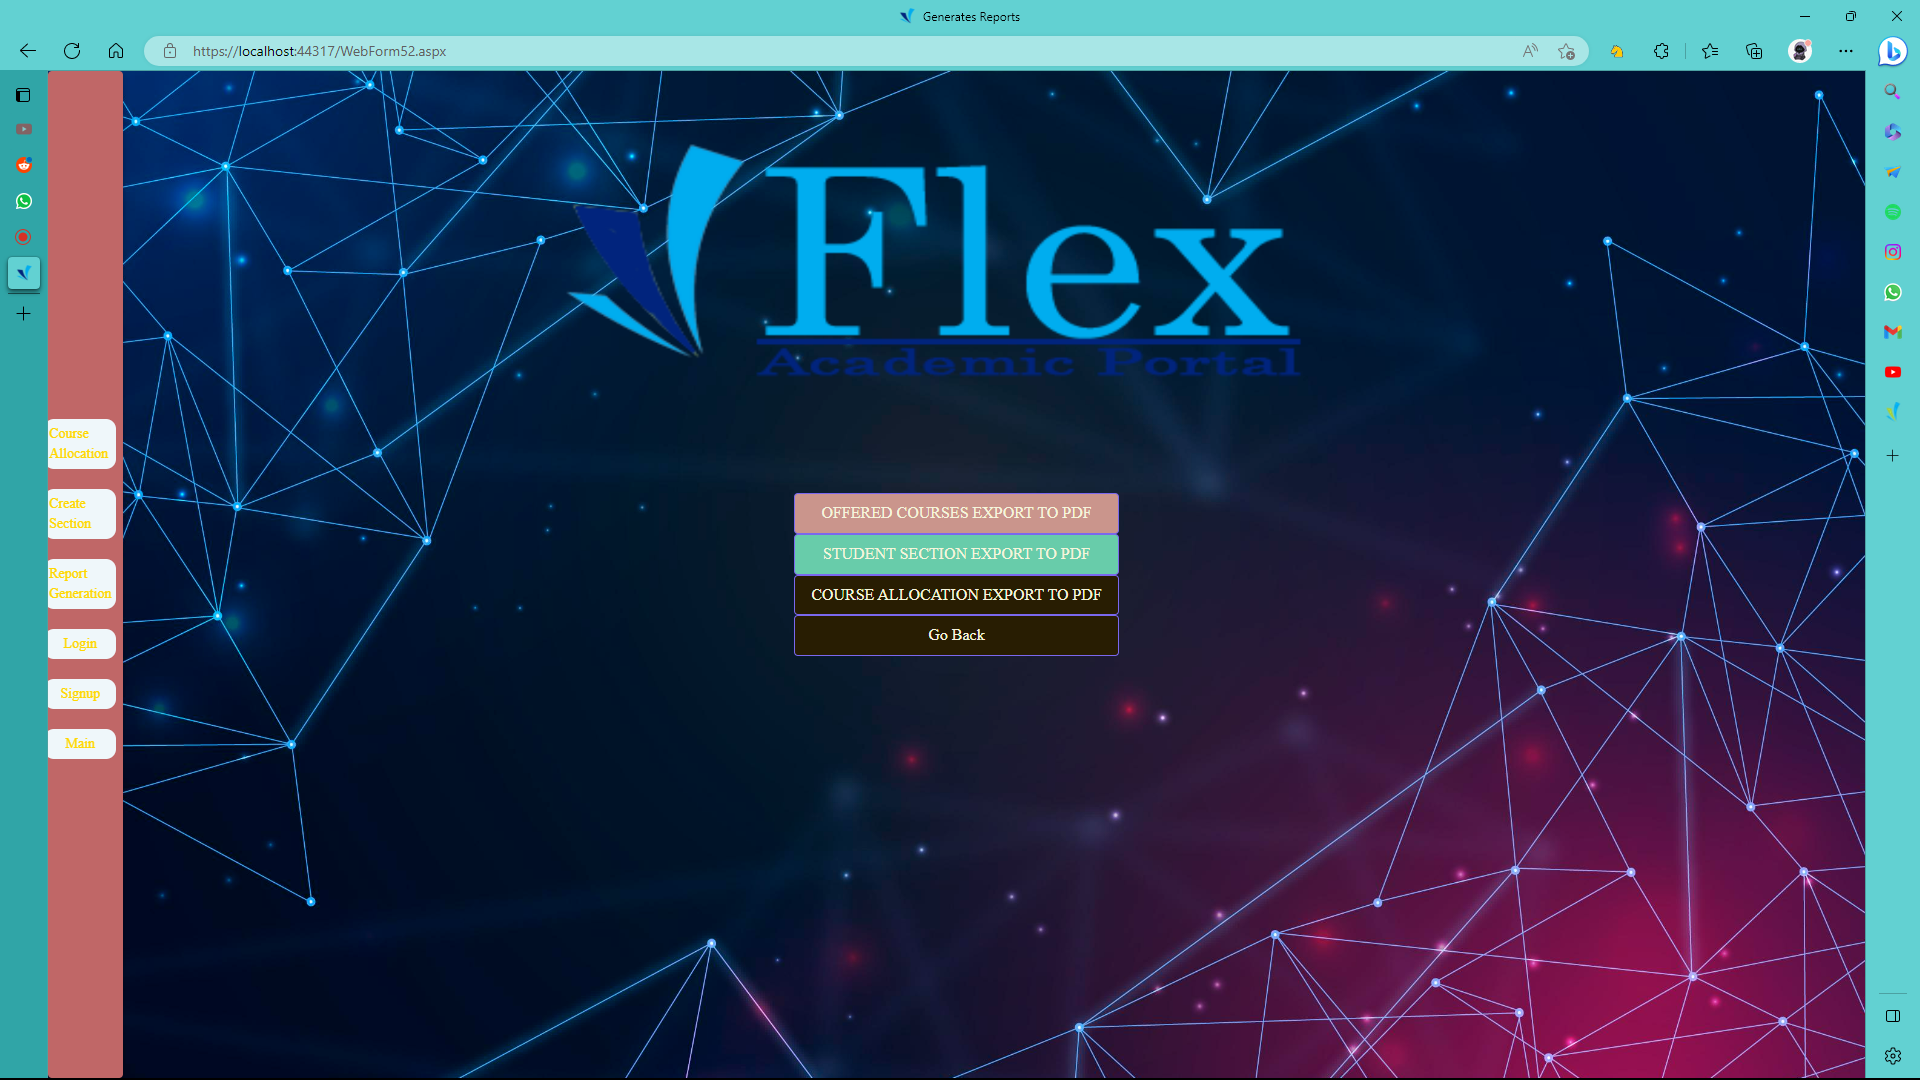 Generates Reports
https://localhost:44317/WebForm52.aspx
Flex
Academic Portal
Course
Allocation
Create
Section
Report
Generation
Login
Signup
Main
OFFERED COURSES EXPORT TO PDF
STUDENT SECTION EXPORT TO PDF
COURSE ALLOCATION EXPORT TO PDF
Go Back